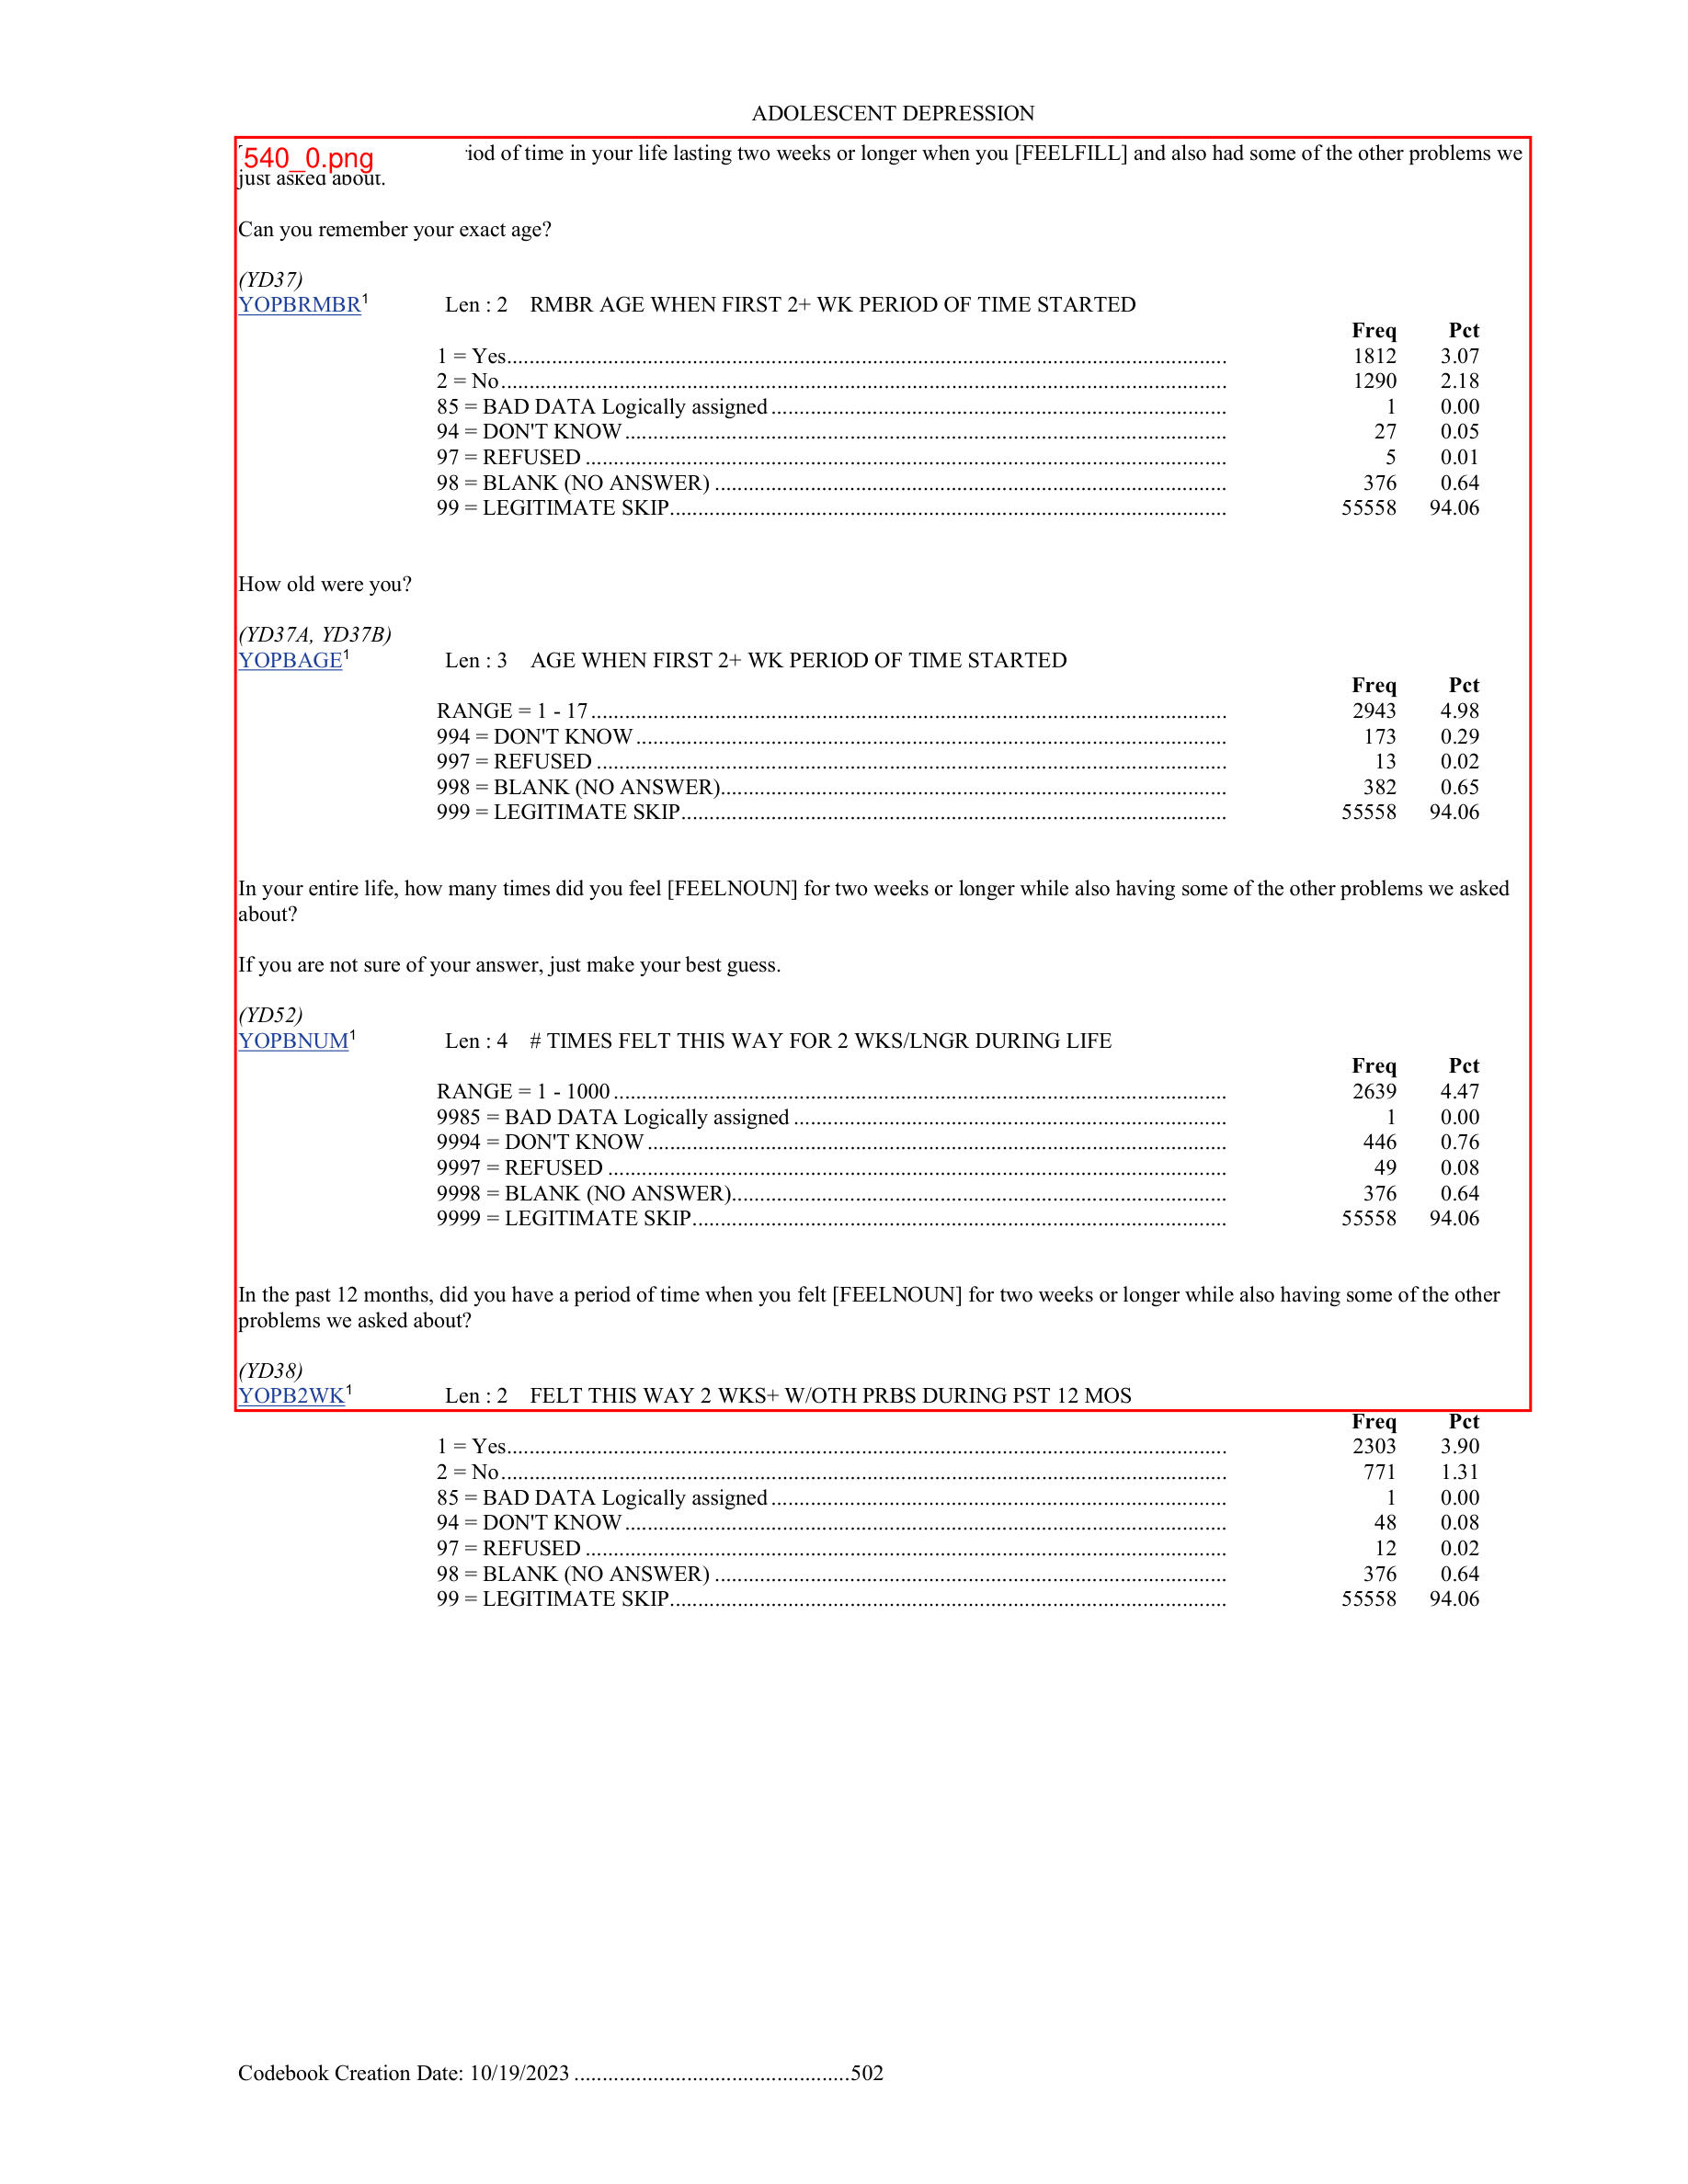 ADOLESCENT DEPRESSION
540_0.png iod of time in your life lasting two weeks or longer when you [FEELFILL] and also had some of the other problems we
just asked about.
Can you remember your exact age?
(YD37)
YOPBRMBR1 Len : 2 RMBR AGE WHEN FIRST 2+ WK PERIOD OF TIME STARTED
Freq Pct
1 = Yes 1812 3.07
2 = No 1290 2.18
85 = BAD DATA Logically assigned 1 0.00
94 = DON'T KNOW 27 0.05
97 = REFUSED 5 0.01
98 = BLANK (NO ANSWER) 376 0.64
99 = LEGITIMATE SKIP 55558 94.06
How old were you?
(YD37A, YD37B)
YOPBAGE1 Len : 3 AGE WHEN FIRST 2+ WK PERIOD OF TIME STARTED
Freq Pct
RANGE = 1 - 17 2943 4.98
994 = DON'T KNOW 173 0.29
997 = REFUSED 13 0.02
998 = BLANK (NO ANSWER) 382 0.65
999 = LEGITIMATE SKIP 55558 94.06
In your entire life, how many times did you feel [FEELNOUN] for two weeks or longer while also having some of the other problems we asked
about?
If you are not sure of your answer, just make your best guess.
(YD52)
YOPBNUM1 Len : 4 # TIMES FELT THIS WAY FOR 2 WKS/LNGR DURING LIFE
Freq Pct
RANGE = 1 - 1000 2639 4.47
9985 = BAD DATA Logically assigned 1 0.00
9994 = DON'T KNOW 446 0.76
9997 = REFUSED 49 0.08
9998 = BLANK (NO ANSWER) 376 0.64
9999 = LEGITIMATE SKIP 55558 94.06
In the past 12 months, did you have a period of time when you felt [FEELNOUN] for two weeks or longer while also having some of the other
problems we asked about?
(YD38)
YOPB2WK1 Len : 2 FELT THIS WAY 2 WKS+ W/OTH PRBS DURING PST 12 MOS
Freq Pct
1 = Yes 2303 3.90
2 = No 771 1.31
85 = BAD DATA Logically assigned 1 0.00
94 = DON'T KNOW 48 0.08
97 = REFUSED 12 0.02
98 = BLANK (NO ANSWER) 376 0.64
99 = LEGITIMATE SKIP 55558 94.06
Codebook Creation Date: 10/19/2023 502